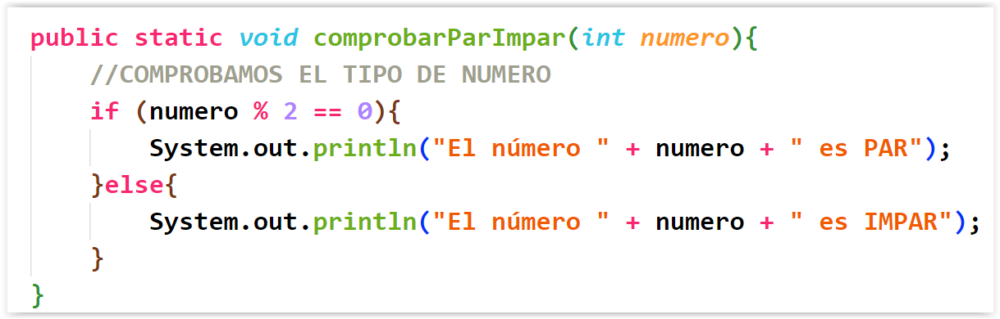 public static void comprobarParImpar(int numero){
//COMPROBAMOS EL TIPO DE NUMERO
if (numero % 2 == 0){
System.out.println("El número " + numero + " es PAR");
}else{
System.out.println("El número " + numero + " es IMPAR");
}
}